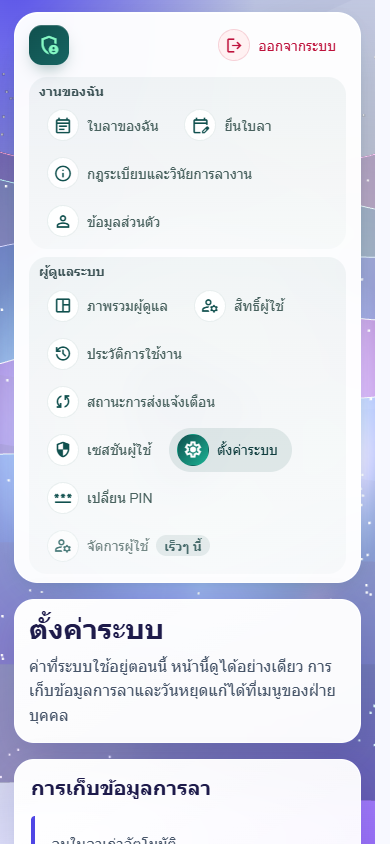 ออกจากระบบ
งานของฉัน
ใบลาของฉัน
ยื่นใบลา
กฎระเบียบและวินัยการลางาน
ข้อมูลส่วนตัว
ผู้ดูแลระบบ
ภาพรวมผู้ดูแล
สิทธิ์ผู้ใช้
ประวัติการใช้งาน
สถานะการส่งแจ้งเตือน
เซสชันผู้ใช้
ตั้งค่าระบบ
เปลี่ยน PIN
จัดการผู้ใช้ เร็วๆ นี้
ตั้งค่าระบบ
ค่าที่ระบบใช้อยู่ตอนนี้ หน้านี้ดูได้อย่างเดียว การ
เก็บข้อมูลการลาและวันหยุดแก้ได้ที่เมนูของฝ่าย
บุคคล
การเก็บข้อมูลการลา